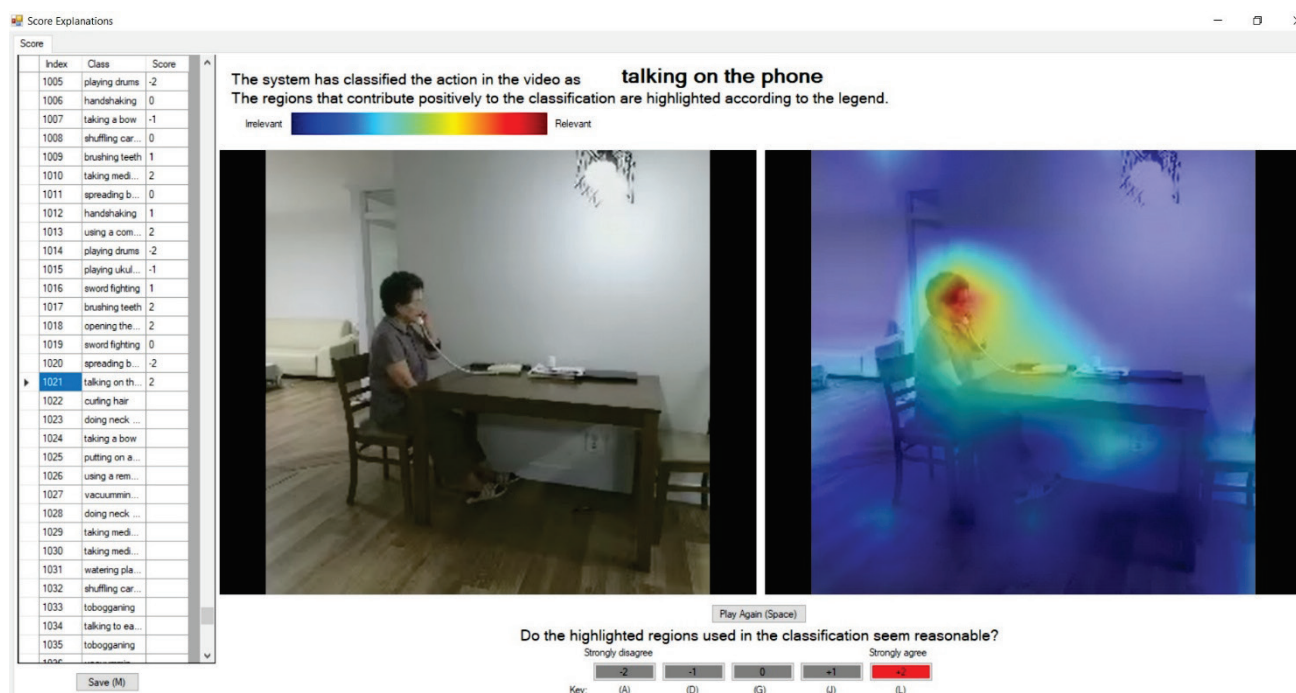 Score Explanations
Score
Index Class Score
1005 playing drums -2
1006 handshaking 0
1007 taking a bow -1
1008 shuffling car... 0
1009 brushing teeth 1
1010 taking medi... 2
1011 spreading b... 0
1012 handshaking 1
1013 using a com... 2
1014 playing drums -2
1015 playing ukul... -1
1016 sword fighting 1
1017 brushing teeth 2
1018 opening the... 2
1019 sword fighting 0
1020 spreading b... -2
1021 talking on th... 2
1022 curling hair
1023 doing neck ...
1024 taking a bow
1025 putting on a...
1026 using a rem...
1027 vacuummin...
1028 doing neck ...
1029 taking medi...
1030 taking medi...
1031 watering pla...
1032 shuffling car...
1033 tobogganing
1034 talking to ea...
1035 tobogganing
Save (M)
The system has classified the action in the video as talking on the phone
The regions that contribute positively to the classification are highlighted according to the legend.
Irrelevant Relevant
Play Again (Space)
Do the highlighted regions used in the classification seem reasonable?
Strongly disagree Strongly agree
-2 -1 0 +1 +2
Key: (A) (D) (G) (J) (L)